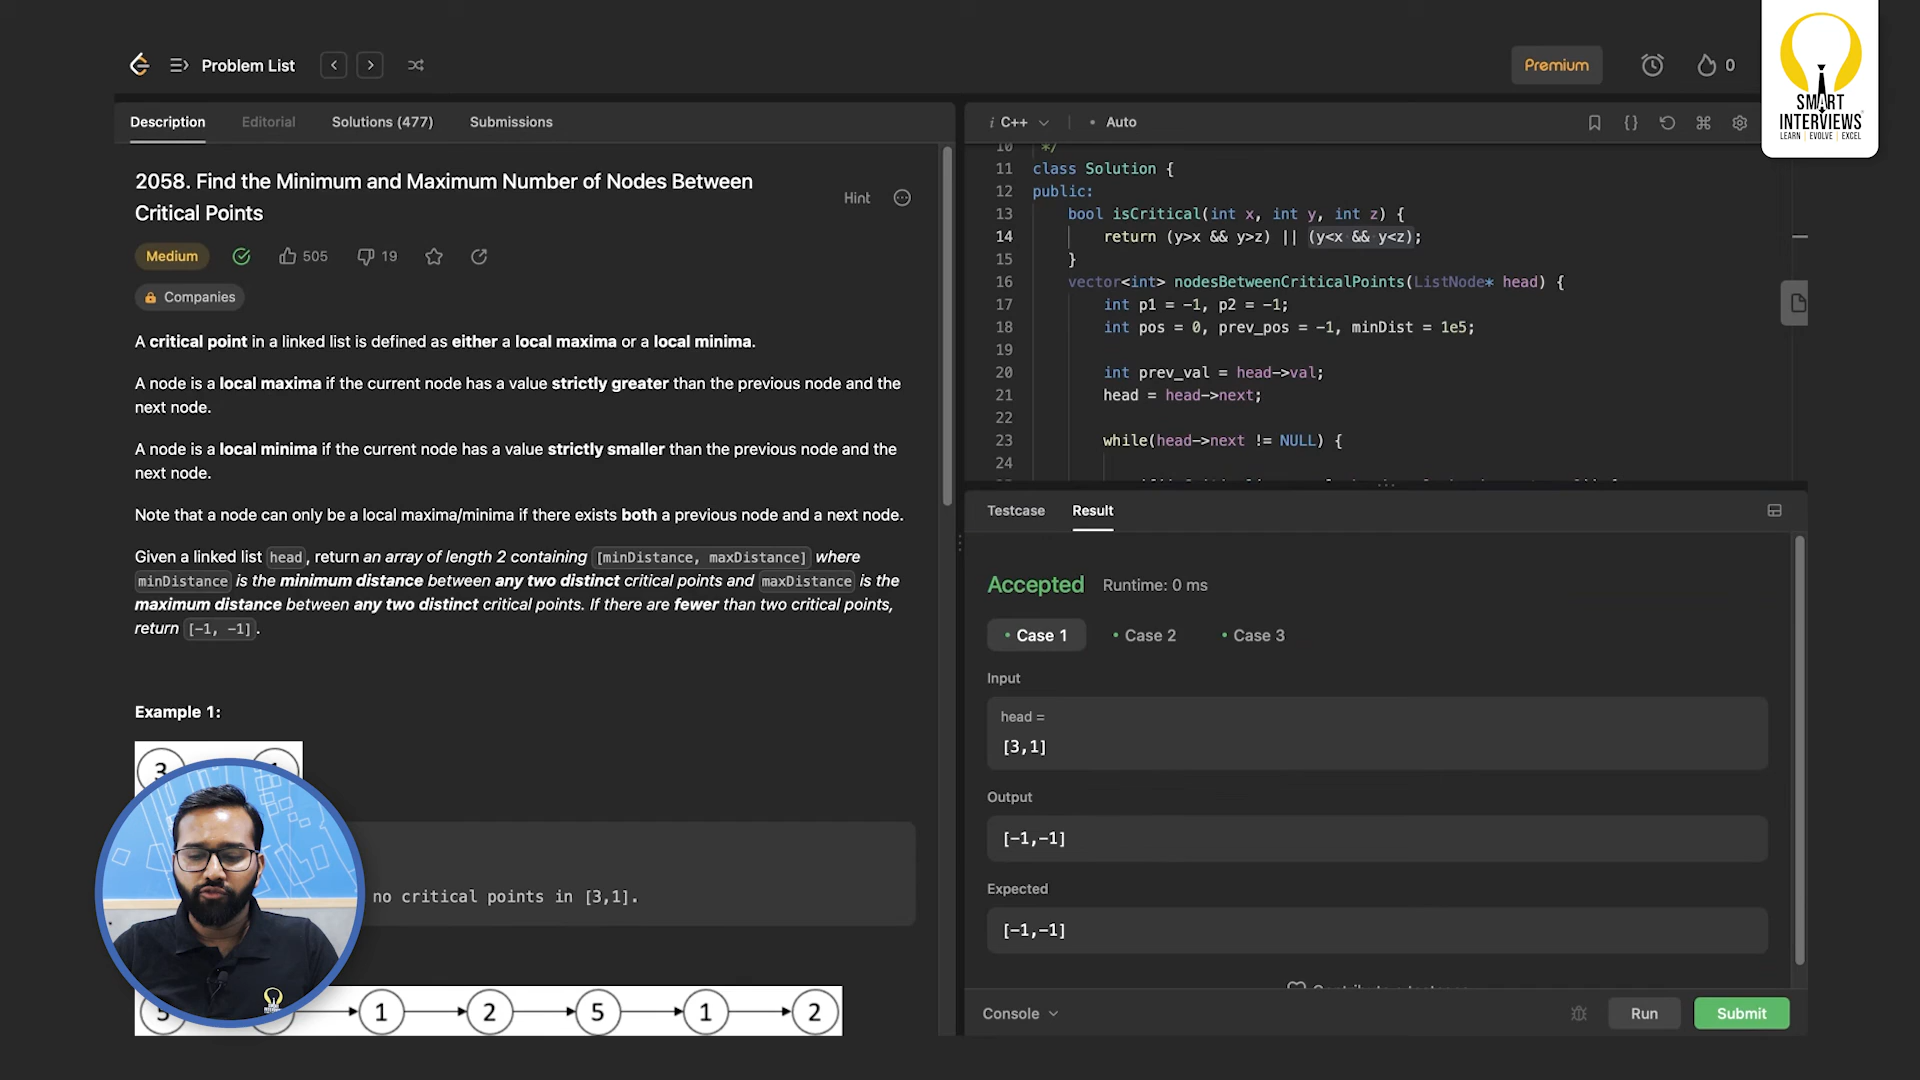 Problem List
Premium
0
SMART
INTERVIEWS
LEARN | EVOLVE | EXCEL
Description
Editorial
Solutions (477)
Submissions
2058. Find the Minimum and Maximum Number of Nodes Between
Critical Points
Hint
Medium
505
19
Companies
A critical point in a linked list is defined as either a local maxima or a local minima.
A node is a local maxima if the current node has a value strictly greater than the previous node and the
next node.
A node is a local minima if the current node has a value strictly smaller than the previous node and the
next node.
Note that a node can only be a local maxima/minima if there exists both a previous node and a next node.
Given a linked list head, return an array of length 2 containing [minDistance, maxDistance] where
minDistance is the minimum distance between any two distinct critical points and maxDistance is the
maximum distance between any two distinct critical points. If there are fewer than two critical points,
return [-1, -1].
Example 1:
3
no critical points in [3,1].
1
2
5
1
2
i C++
• Auto
10 */
11 class Solution {
12 public:
13 bool isCritical(int x, int y, int z) {
14 return (y>x && y>z) || (y<x && y<z);
15 }
16 vector<int> nodesBetweenCriticalPoints(ListNode* head) {
17 int p1 = -1, p2 = -1;
18 int pos = 0, prev_pos = -1, minDist = 1e5;
19
20 int prev_val = head->val;
21 head = head->next;
22
23 while(head->next != NULL) {
24
Testcase
Result
Accepted
Runtime: 0 ms
• Case 1
• Case 2
• Case 3
Input
head =
[3,1]
Output
[-1,-1]
Expected
[-1,-1]
Console
Run
Submit